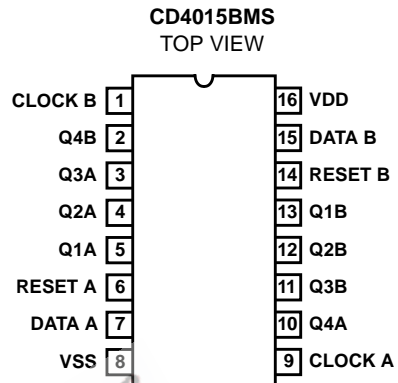 CD4015BMS
TOP VIEW
CLOCK B 1 16 VDD
Q4B 2 15 DATA B
Q3A 3 14 RESET B
Q2A 4 13 Q1B
Q1A 5 12 Q2B
RESET A 6 11 Q3B
DATA A 7 10 Q4A
VSS 8 9 CLOCK A